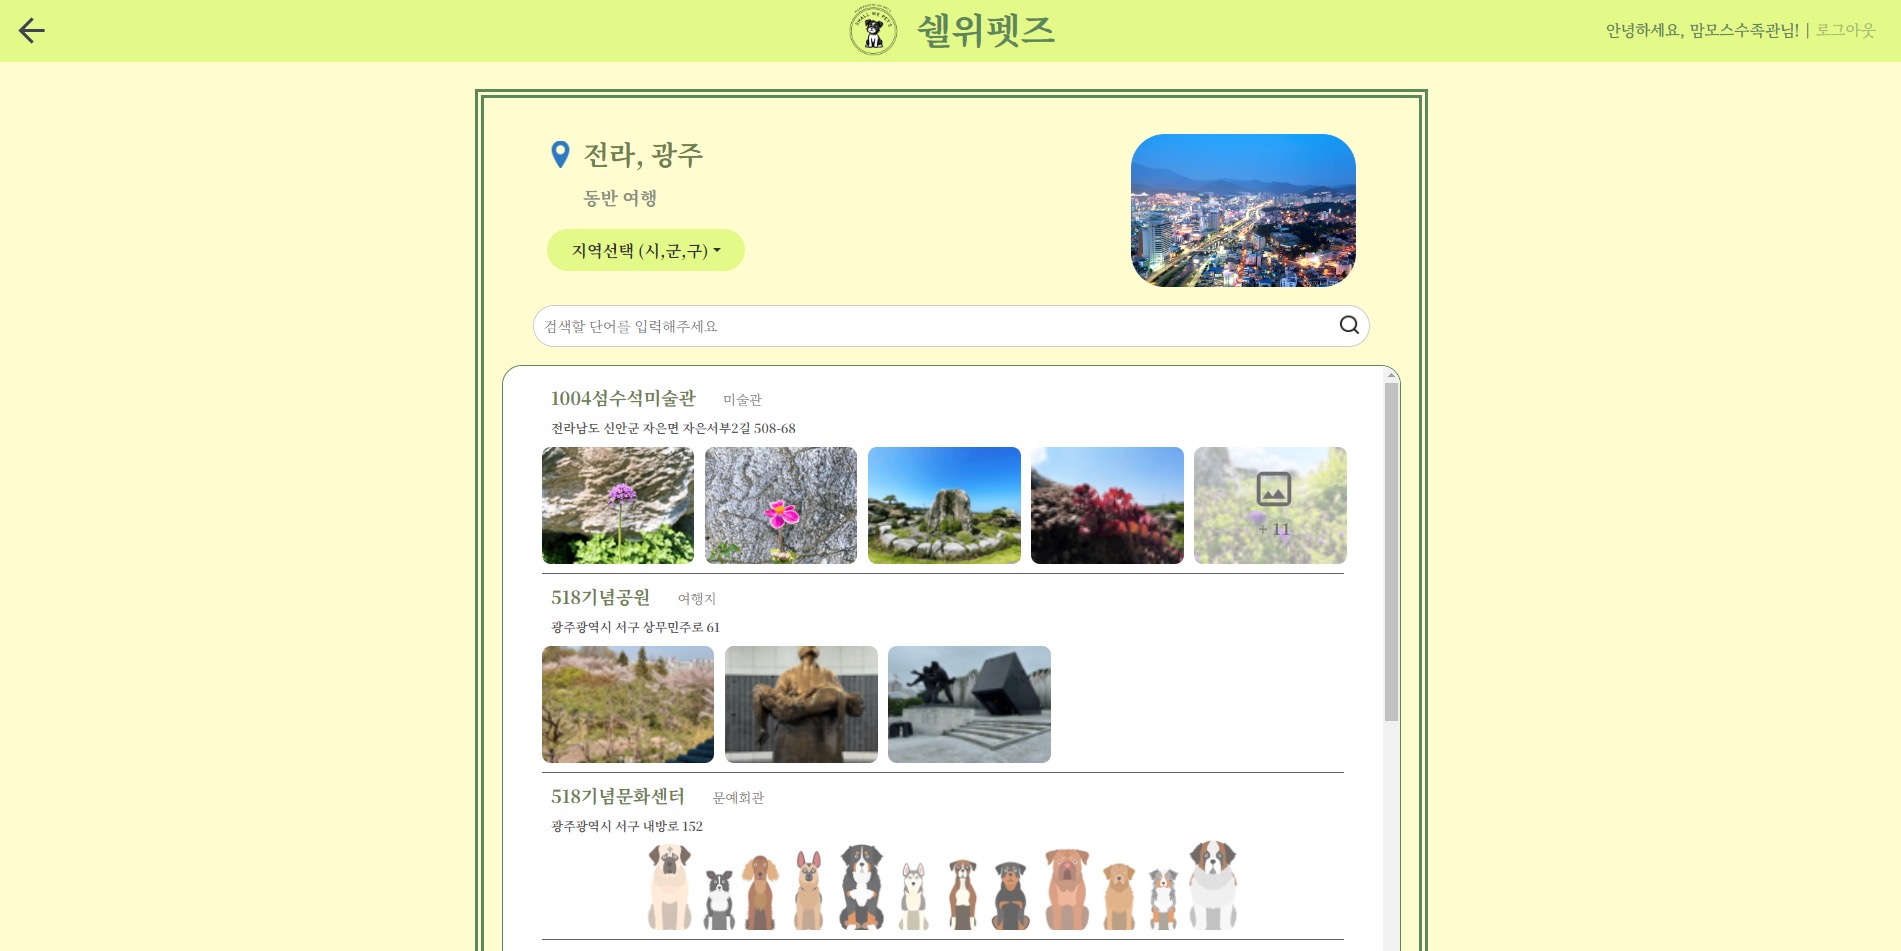 SHALL WE PET'S
쉘위펫즈
안녕하세요, 맘모스수족관님! | 로그아웃
전라, 광주
동반 여행
지역선택 (시,군,구)
검색할 단어를 입력해주세요
1004섬수석미술관 미술관
전라남도 신안군 자은면 자은서부2길 508-68
+ 11
518기념공원 여행지
광주광역시 서구 상무민주로 61
518기념문화센터 문예회관
광주광역시 서구 내방로 152